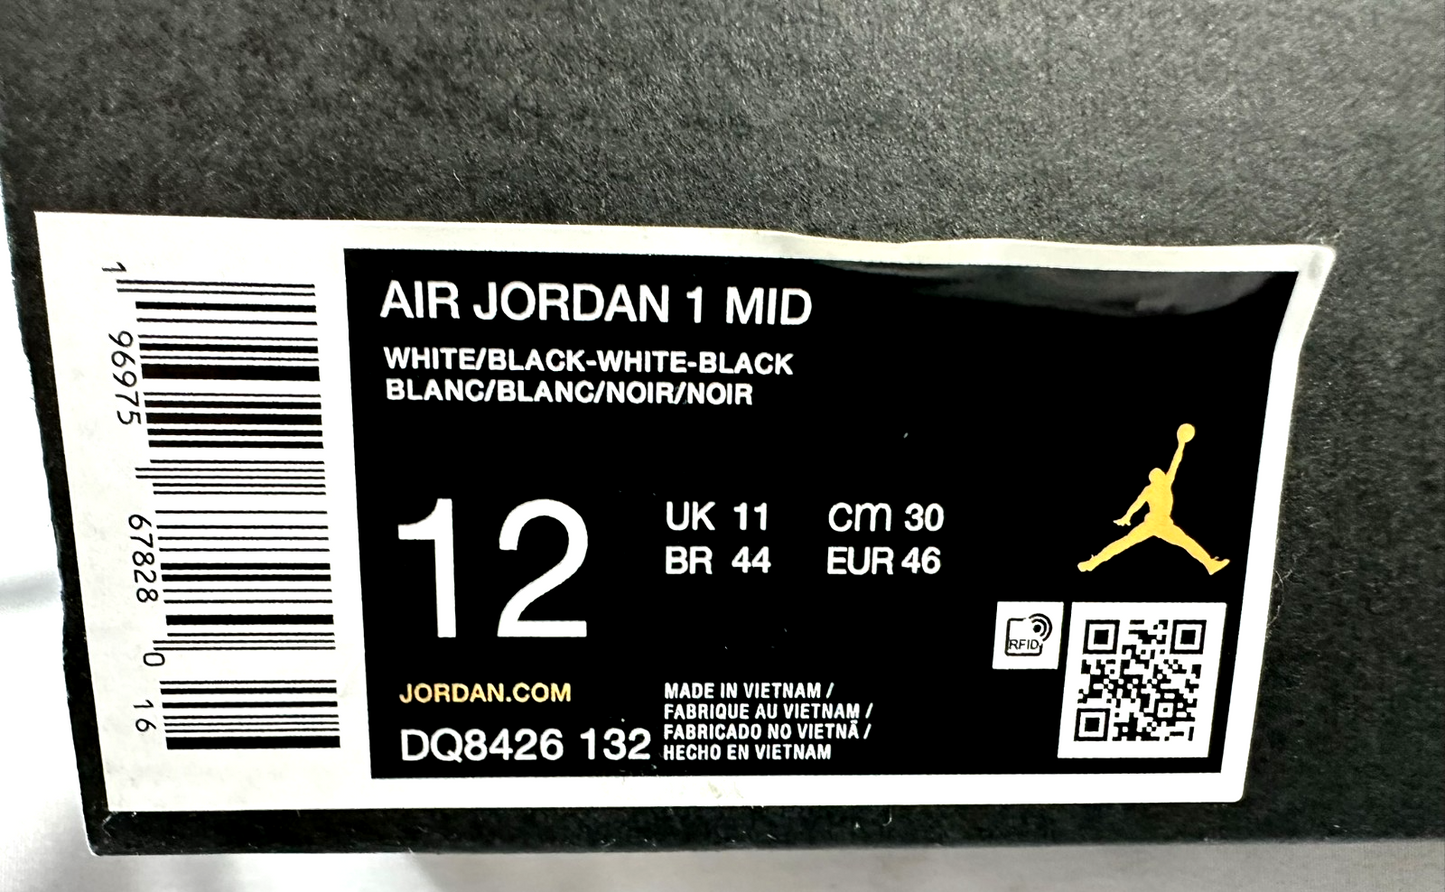 1 96975 67828 0 16
AIR JORDAN 1 MID
WHITE/BLACK-WHITE-BLACK
BLANC/BLANC/NOIR/NOIR
12
UK 11
BR 44
cm 30
EUR 46
RFID
JORDAN.COM
DQ8426 132
MADE IN VIETNAM /
FABRIQUE AU VIETNAM /
FABRICADO NO VIETNÃ /
HECHO EN VIETNAM